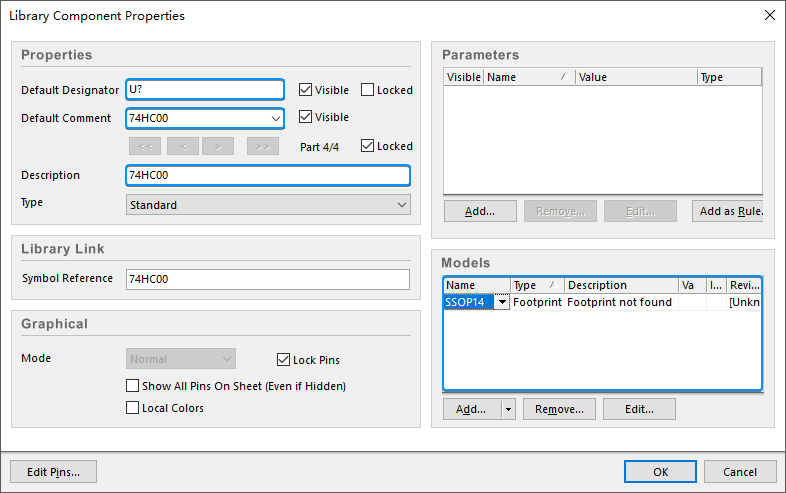 Library Component Properties
Properties
Default Designator U? Visible Locked
Default Comment 74HC00 Visible
<< < > >> Part 4/4 Locked
Description 74HC00
Type Standard
Library Link
Symbol Reference 74HC00
Graphical
Mode Normal Lock Pins
Show All Pins On Sheet (Even if Hidden)
Local Colors
Parameters
Visible Name Value Type
Add... Remove... Edit... Add as Rule.
Models
Name Type Description Va I... Revi...
SSOP14 Footprint Footprint not found [Unkn
Add... Remove... Edit...
Edit Pins... OK Cancel